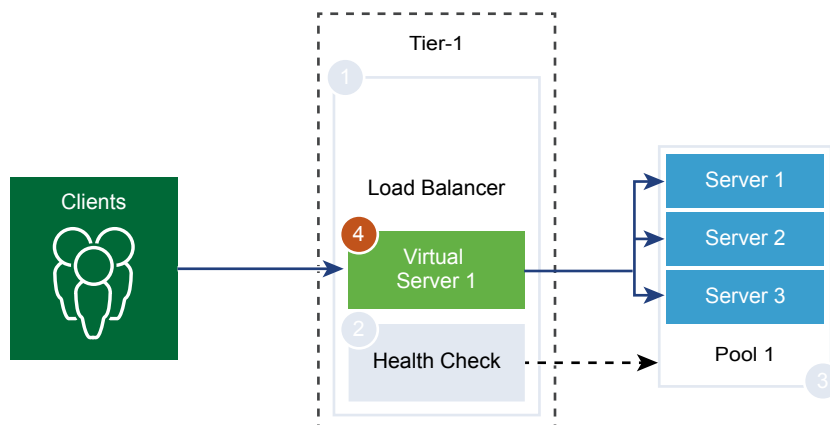 Tier-1
1
Load Balancer
Clients
4
Virtual
Server 1
2
Health Check
Server 1
Server 2
Server 3
Pool 1
3